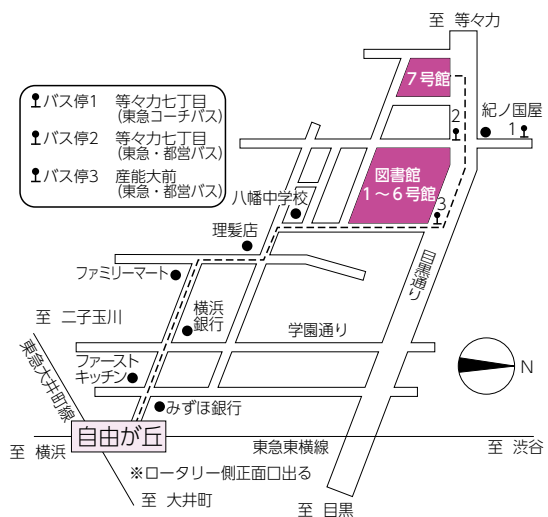 至 等々力
7号館
バス停1 等々力七丁目
(東急コーチバス)
バス停2 等々力七丁目
(東急・都営バス)
バス停3 産能大前
(東急・都営バス)
2
紀ノ国屋
1
図書館
1〜6号館
八幡中学校
3
理髪店
目黒通り
ファミリーマート
横浜
銀行
至 二子玉川
学園通り
東急大井町線
ファースト
キッチン
N
みずほ銀行
自由が丘
東急東横線
至 横浜
至 渋谷
※ロータリー側正面口出る
至 大井町
至 目黒